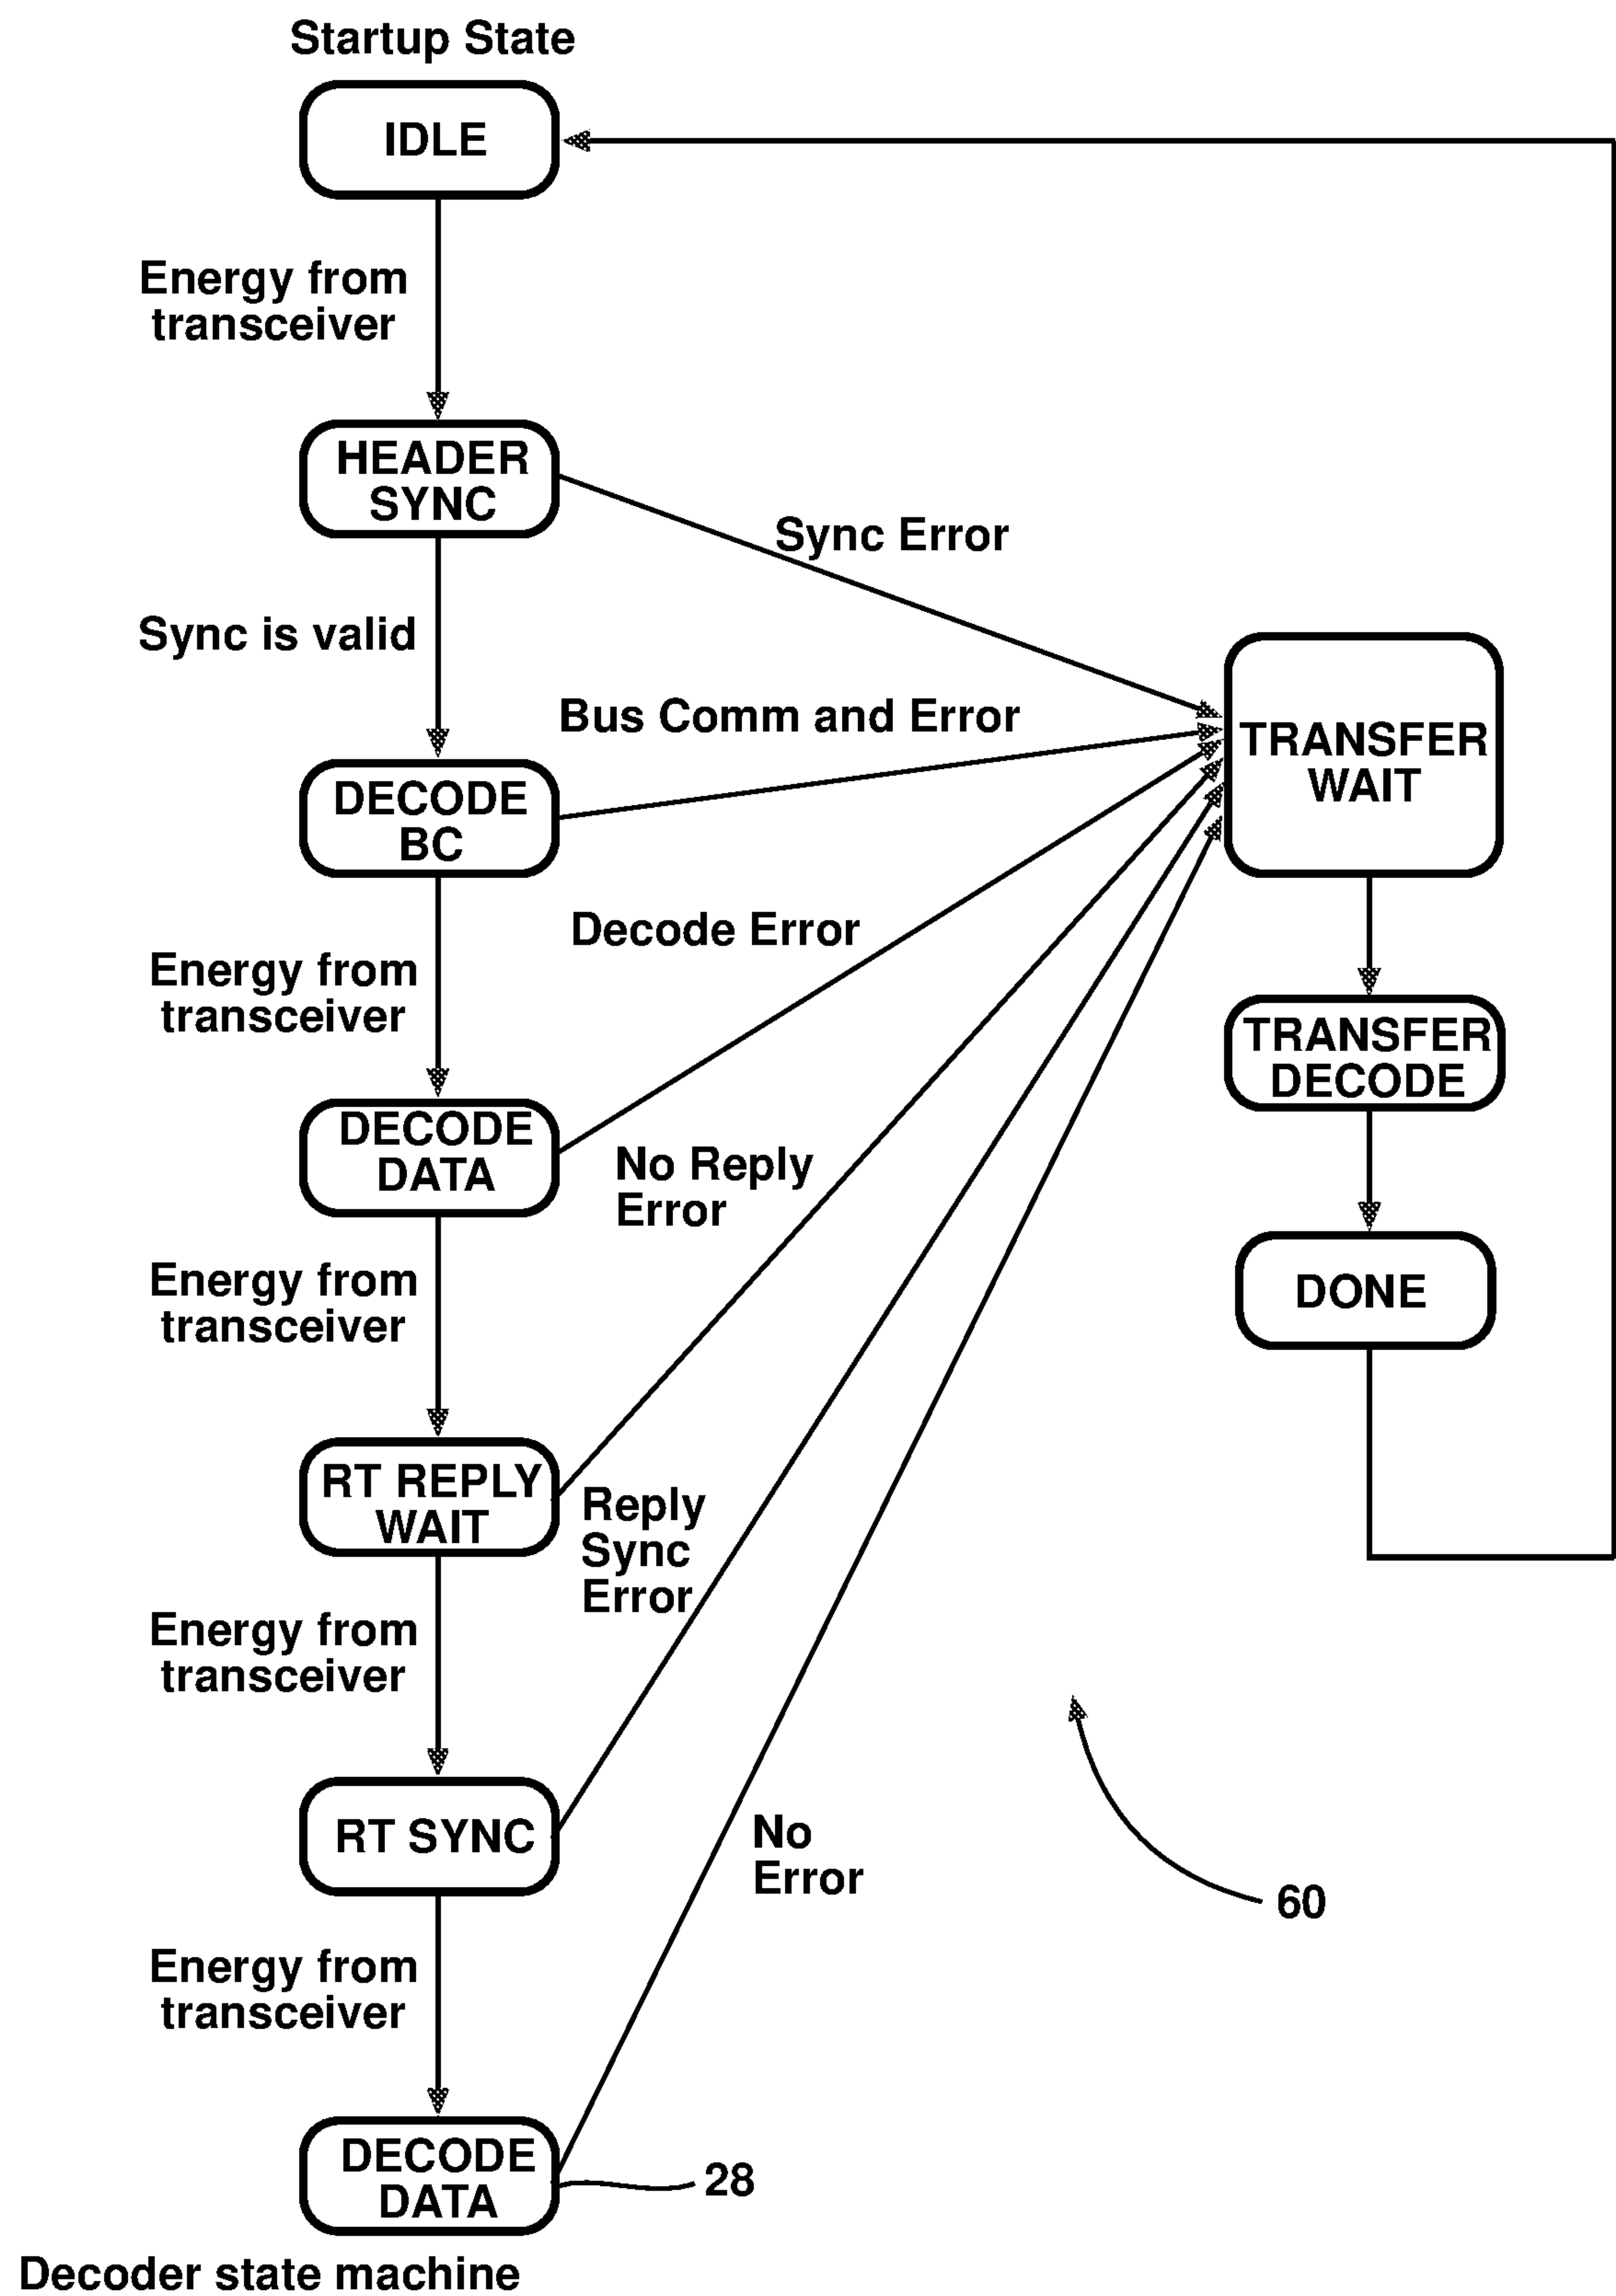 Startup State
IDLE
Energy from
transceiver
HEADER
SYNC
Sync Error
Sync is valid
Bus Comm and Error
TRANSFER
WAIT
DECODE
BC
Decode Error
Energy from
transceiver
TRANSFER
DECODE
DECODE
DATA
No Reply
Error
Energy from
transceiver
DONE
RT REPLY
WAIT
Reply
Sync
Error
Energy from
transceiver
RT SYNC
No
Error
60
Energy from
transceiver
DECODE
DATA
28
Decoder state machine